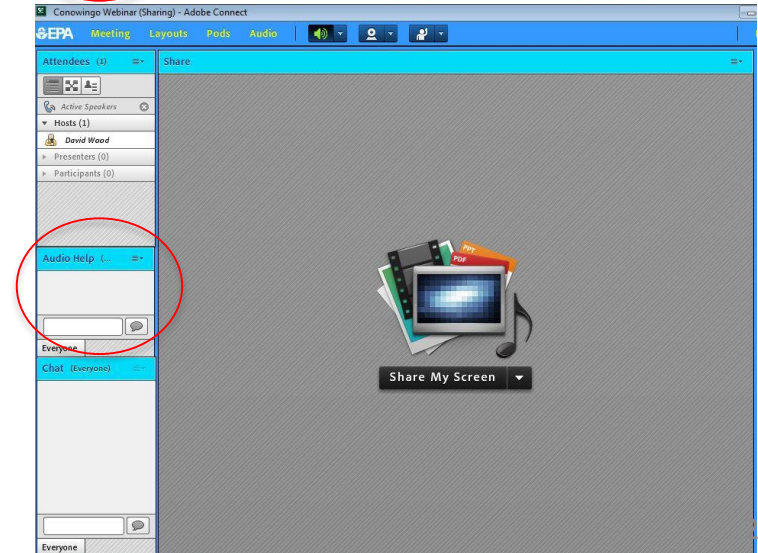 Conowingo Webinar (Sharing) - Adobe Connect
EPA Meeting Layouts Pods Audio
Attendees (1)
Share
Active Speakers
Hosts (1)
David Wood
Presenters (0)
Participants (0)
Audio Help (...
Everyone
Chat (Everyone)
Everyone
PPT
PDF
Share My Screen